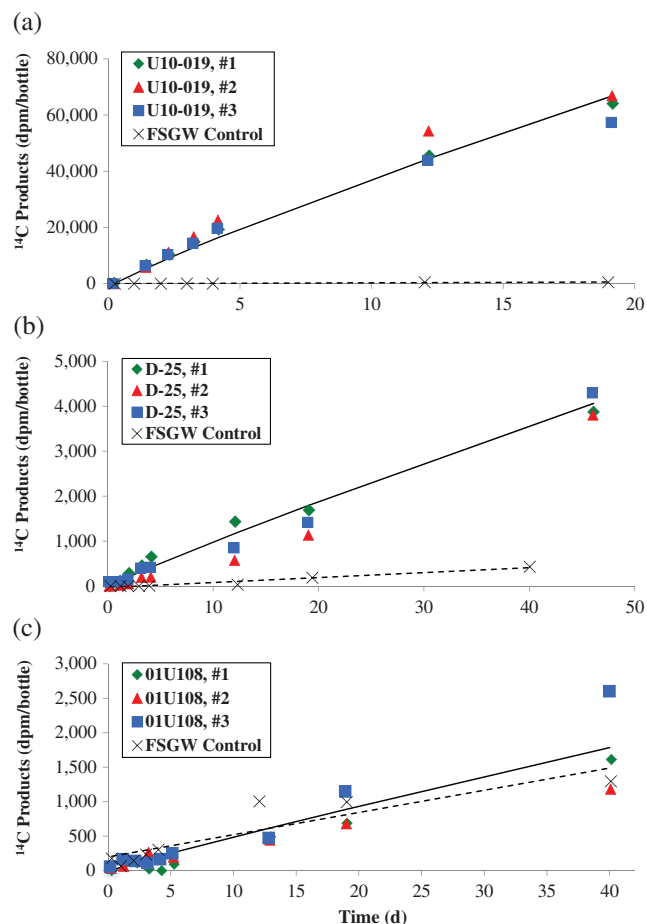 (a)
80,000
60,000
40,000
20,000
0
¹⁴C Products (dpm/bottle)
U10-019, #1
U10-019, #2
U10-019, #3
FSGW Control
0 5 10 15 20
(b)
5,000
4,000
3,000
2,000
1,000
0
¹⁴C Products (dpm/bottle)
D-25, #1
D-25, #2
D-25, #3
FSGW Control
0 10 20 30 40 50
(c)
3,000
2,500
2,000
1,500
1,000
500
0
¹⁴C Products (dpm/bottle)
01U108, #1
01U108, #2
01U108, #3
FSGW Control
0 5 10 15 20 25 30 35 40
Time (d)